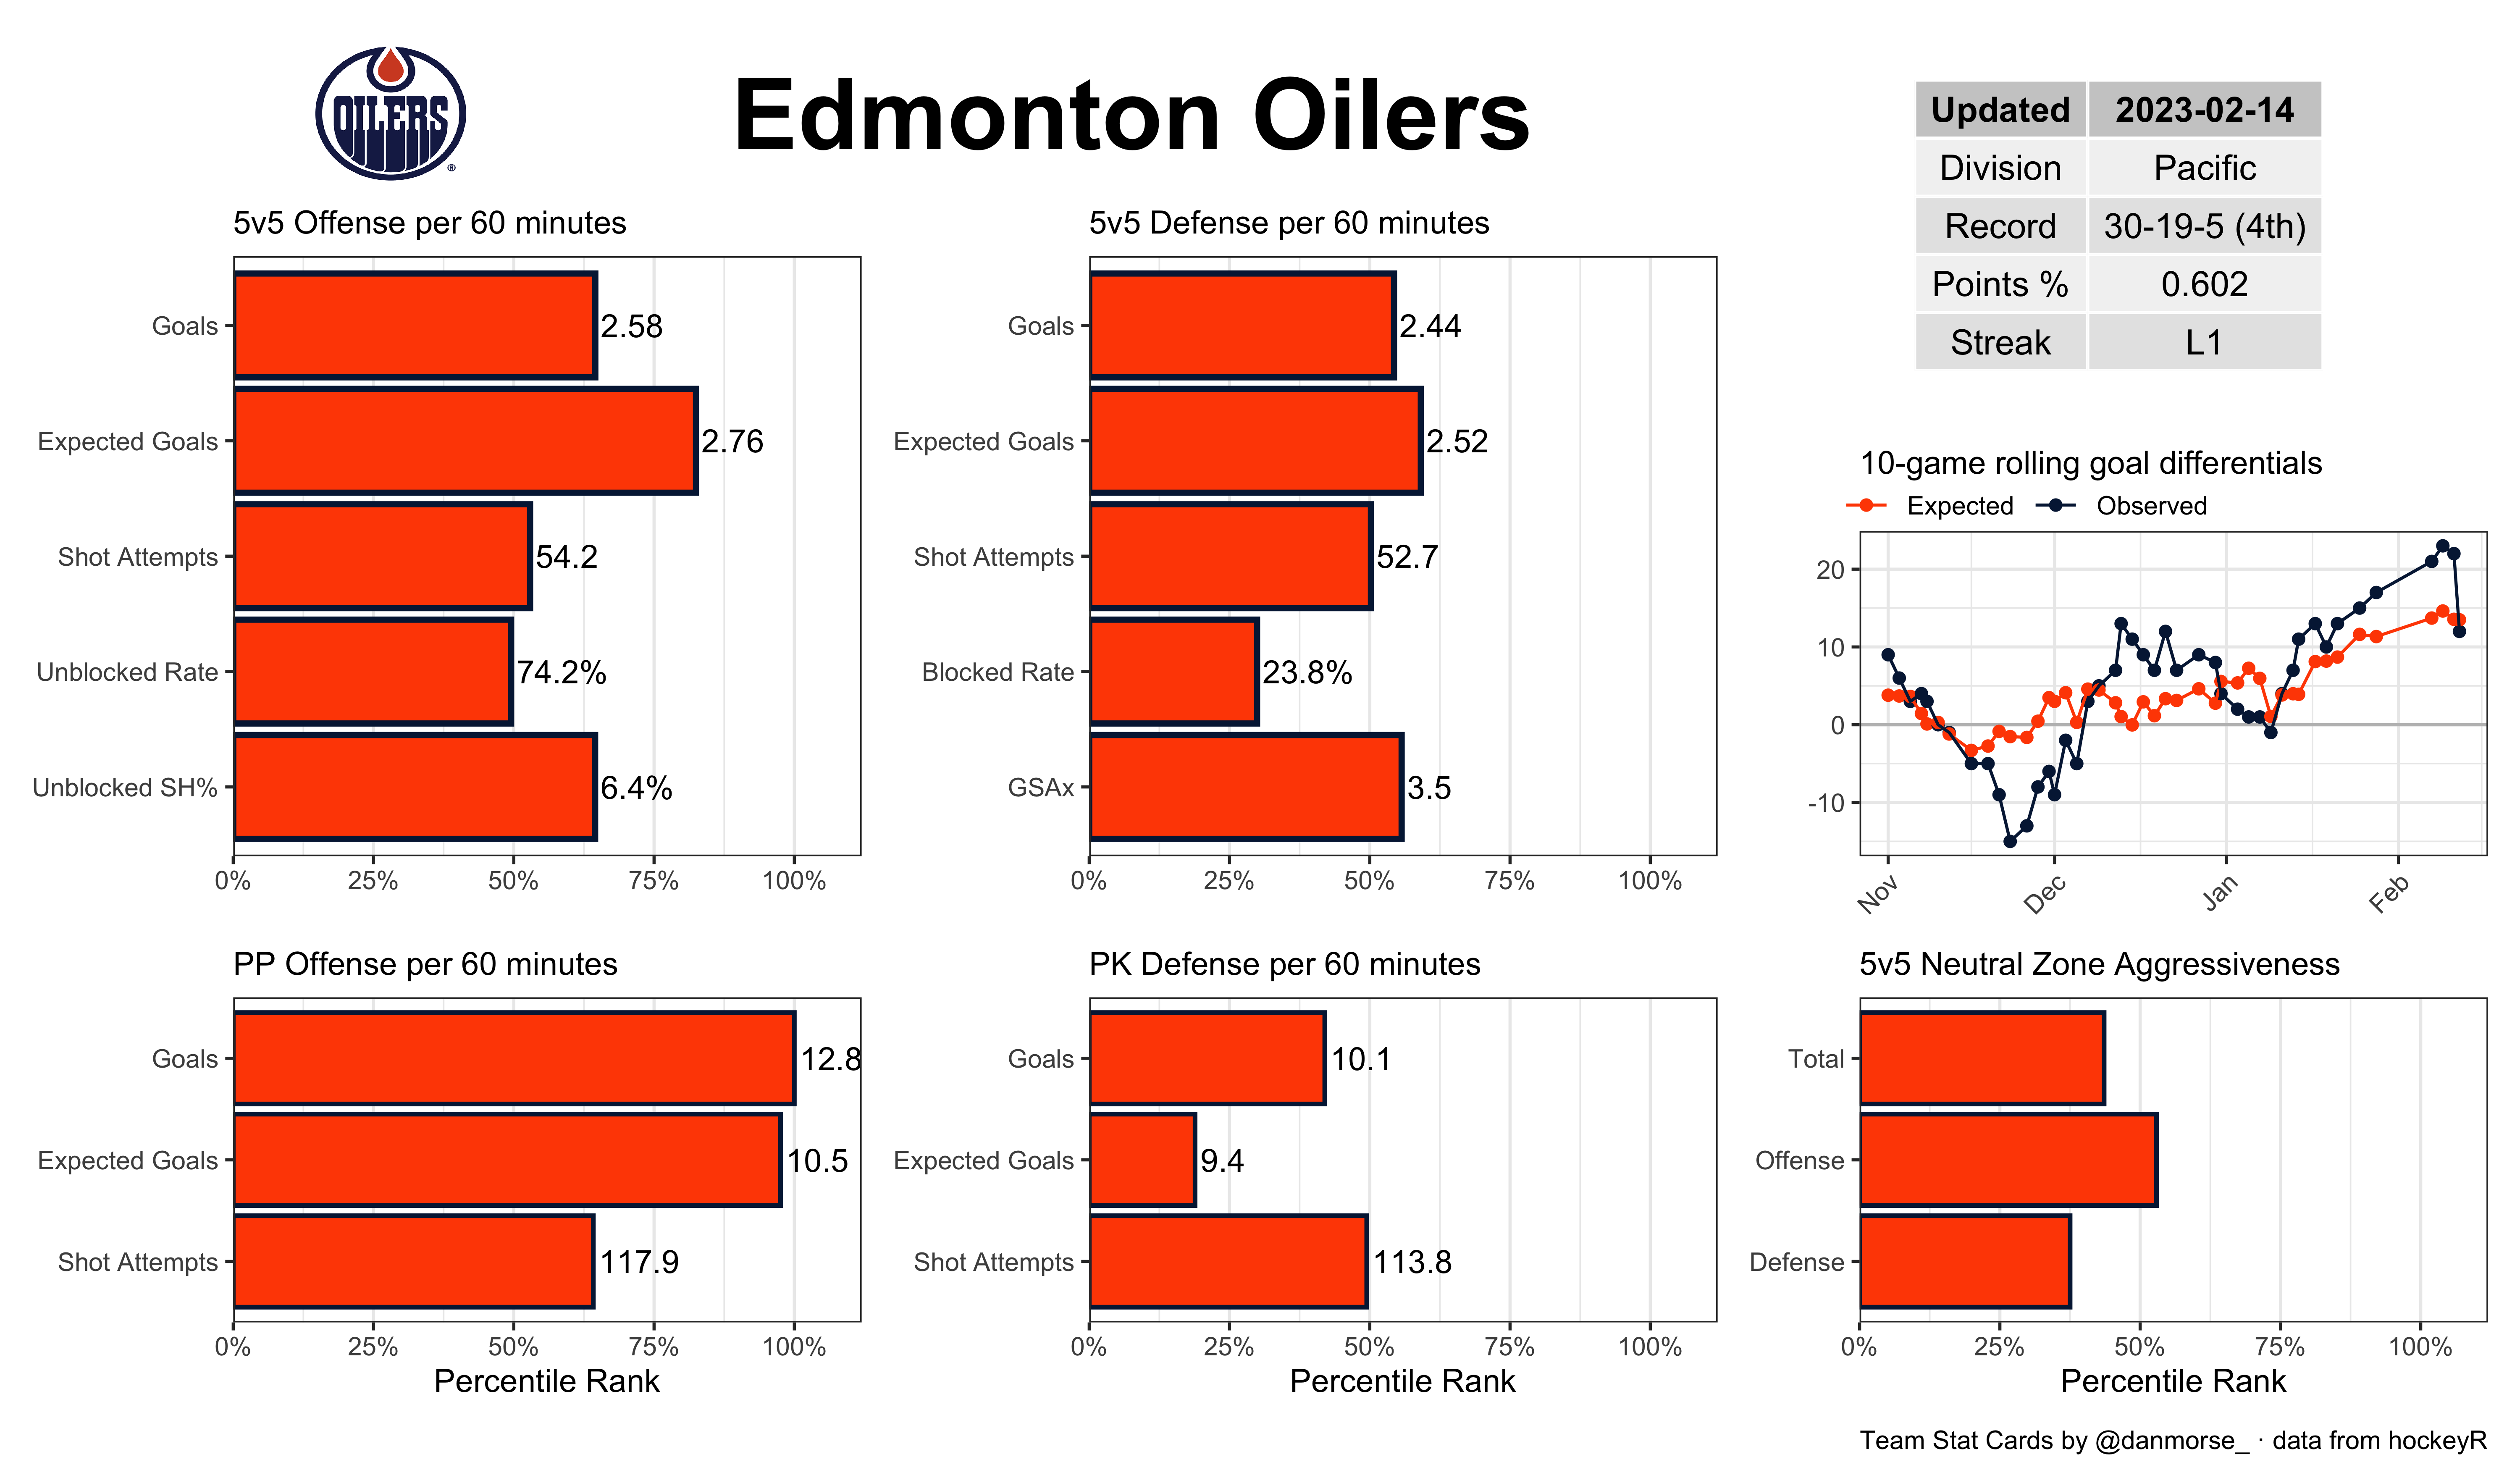 OILERS
®
Edmonton Oilers
Updated 2023-02-14
Division Pacific
Record 30-19-5 (4th)
Points % 0.602
Streak L1
5v5 Offense per 60 minutes
Goals 2.58
Expected Goals 2.76
Shot Attempts 54.2
Unblocked Rate 74.2%
Unblocked SH% 6.4%
0% 25% 50% 75% 100%
5v5 Defense per 60 minutes
Goals 2.44
Expected Goals 2.52
Shot Attempts 52.7
Blocked Rate 23.8%
GSAx 3.5
0% 25% 50% 75% 100%
10-game rolling goal differentials
Expected Observed
20
10
0
-10
Nov Dec Jan Feb
PP Offense per 60 minutes
Goals 12.8
Expected Goals 10.5
Shot Attempts 117.9
0% 25% 50% 75% 100%
Percentile Rank
PK Defense per 60 minutes
Goals 10.1
Expected Goals 9.4
Shot Attempts 113.8
0% 25% 50% 75% 100%
Percentile Rank
5v5 Neutral Zone Aggressiveness
Total
Offense
Defense
0% 25% 50% 75% 100%
Percentile Rank
Team Stat Cards by @danmorse_ · data from hockeyR